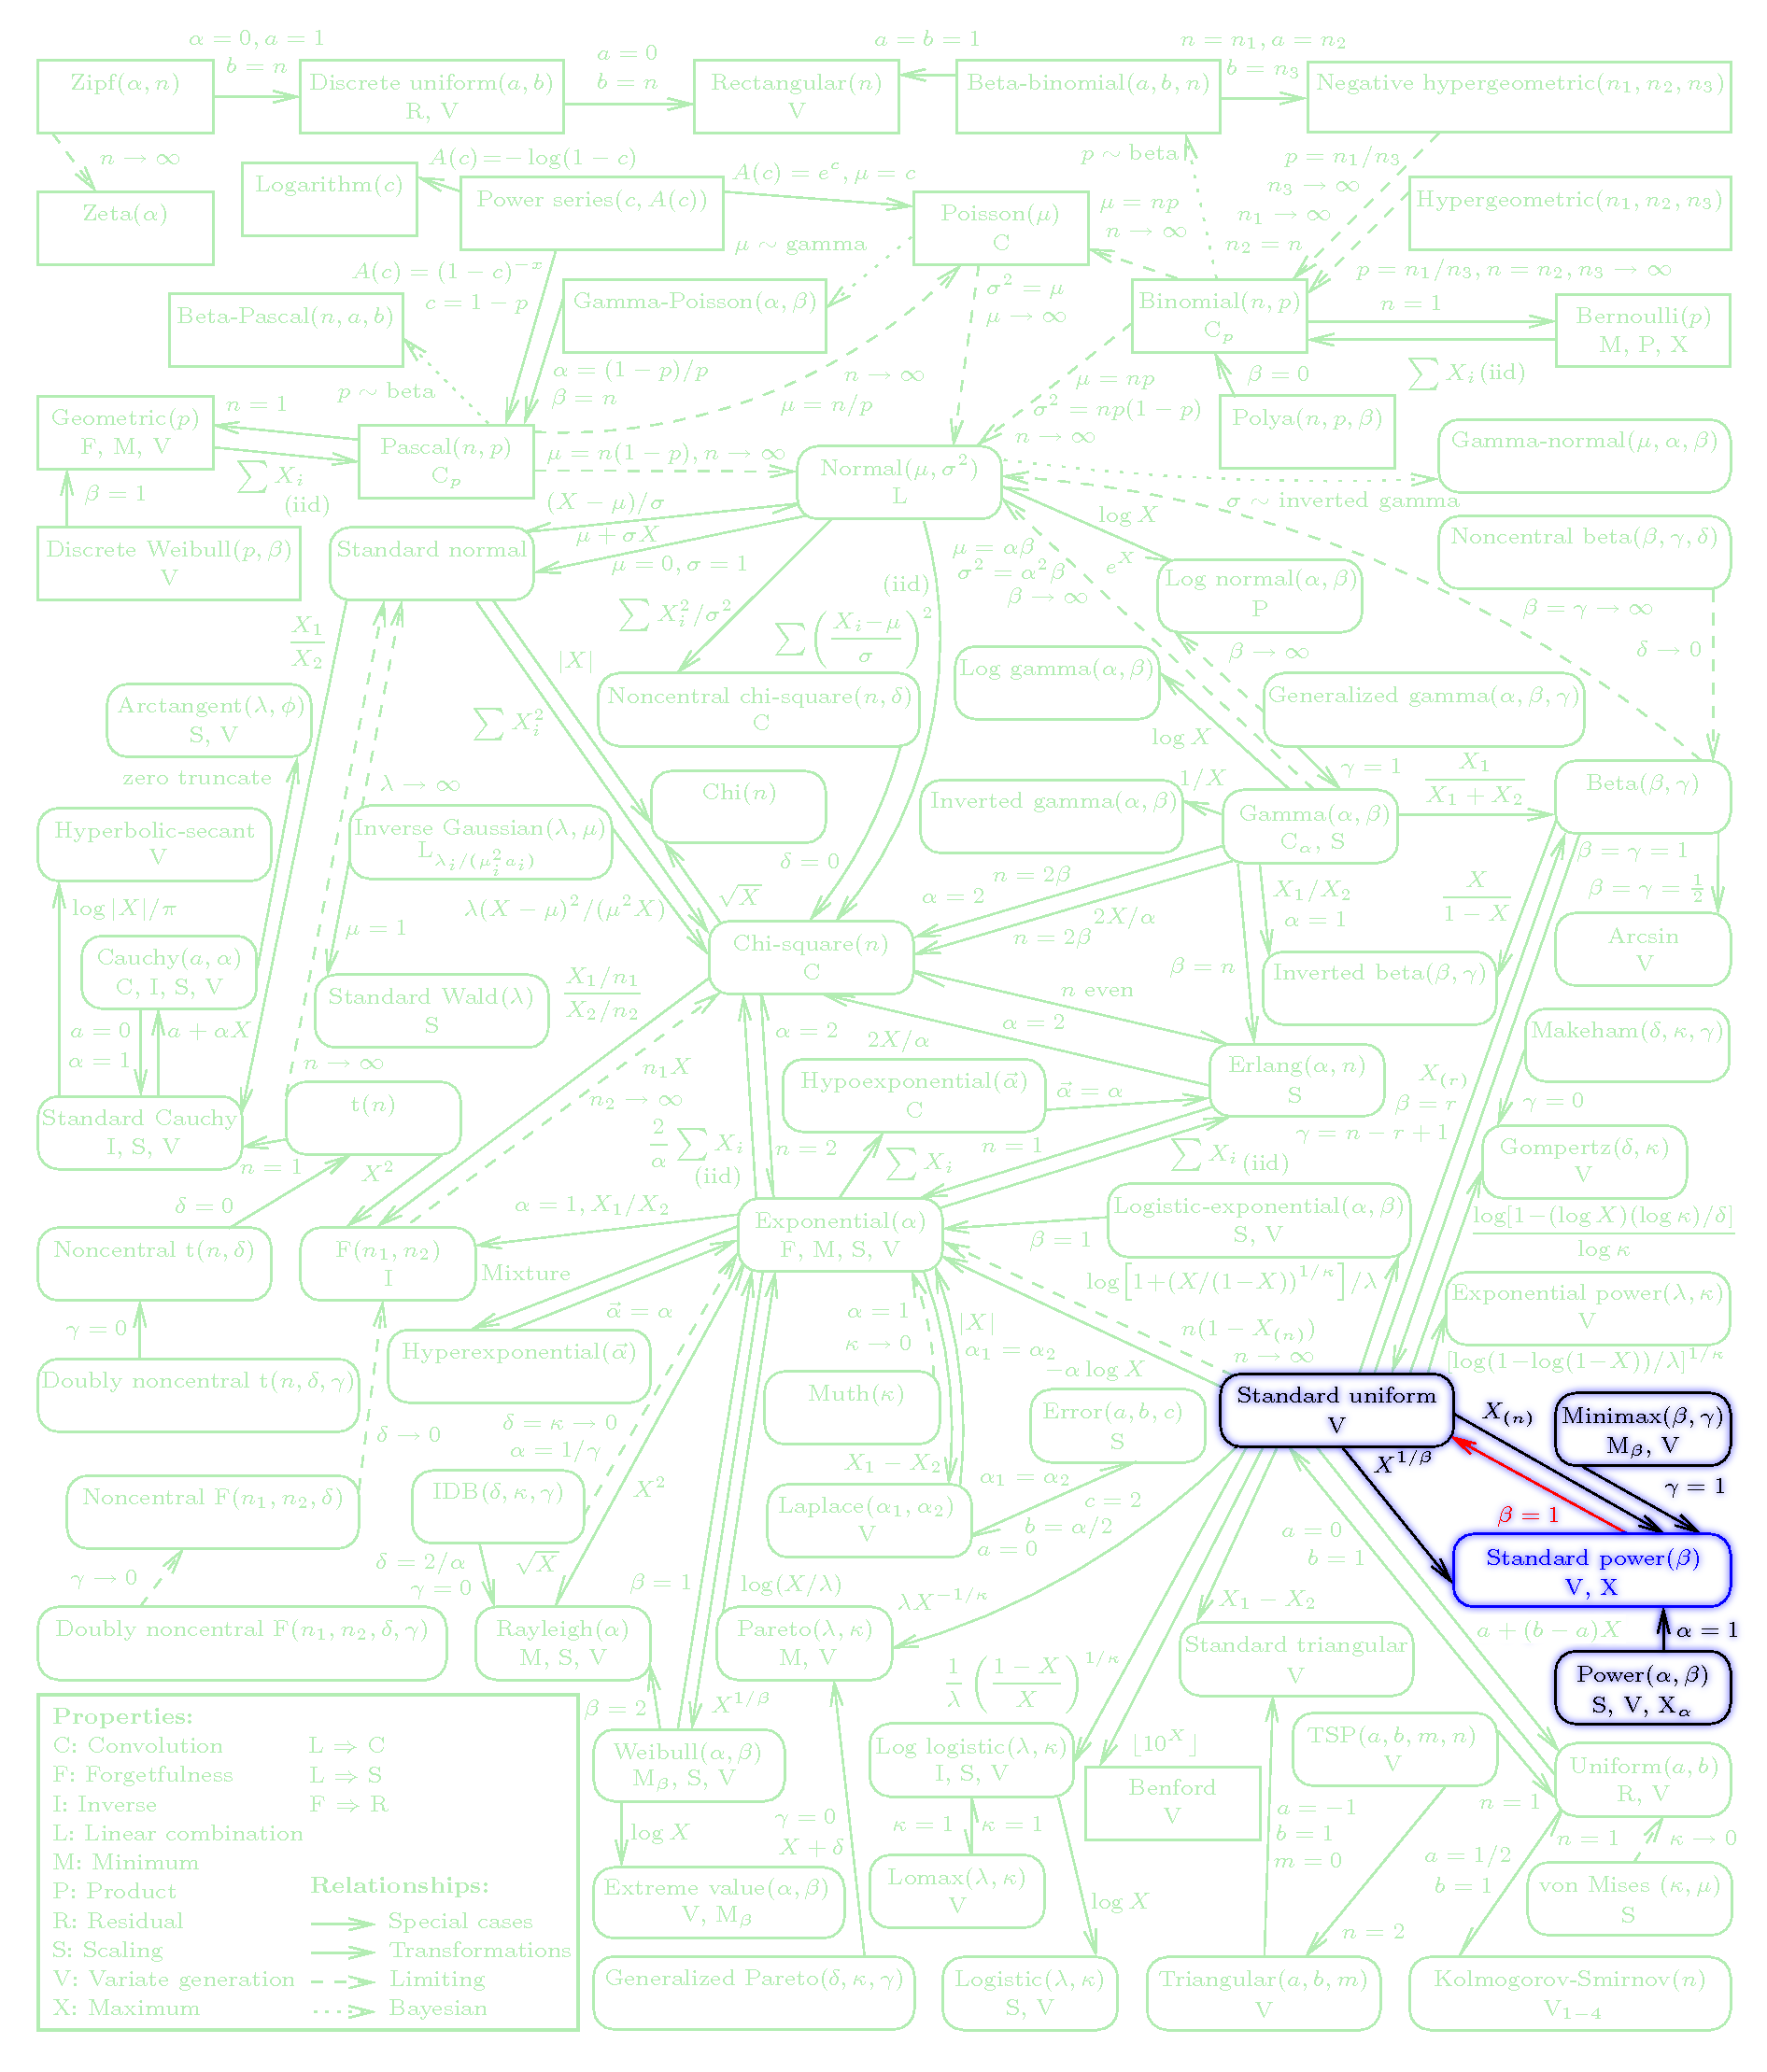 α = 0, a = 1
b = n
a = 0
b = n
a = b = 1
n = n₁, a = n₂
b = n₃
Zipf(α, n)
Discrete uniform(a, b)
R, V
Rectangular(n)
V
Beta-binomial(a, b, n)
Negative hypergeometric(n₁, n₂, n₃)
n → ∞
A(c) = − log(1 − c)
A(c) = e^c, μ = c
p ∼ beta
p = n₁/n₃
n₃ → ∞
n₁ → ∞
n₂ = n
Zeta(α)
Logarithm(c)
Power series(c, A(c))
Poisson(μ)
C
μ = np
n → ∞
Hypergeometric(n₁, n₂, n₃)
μ ∼ gamma
A(c) = (1 − c)^−x
c = 1 − p
σ² = μ
μ → ∞
p = n₁/n₃, n = n₂, n₃ → ∞
n = 1
Beta-Pascal(n, a, b)
Gamma-Poisson(α, β)
Binomial(n, p)
C_p
Bernoulli(p)
M, P, X
p ∼ beta
α = (1 − p)/p
β = n
n → ∞
μ = n/p
μ = np
σ² = np(1 − p)
n → ∞
β = 0
∑ X_i (iid)
Geometric(p)
F, M, V
n = 1
∑ X_i
(iid)
Pascal(n, p)
C_p
μ = n(1 − p), n → ∞
Normal(μ, σ²)
L
Polya(n, p, β)
Gamma-normal(μ, α, β)
σ ∼ inverted gamma
β = 1
(X − μ)/σ
μ + σX
μ = 0, σ = 1
log X
e^X
Discrete Weibull(p, β)
V
Standard normal
Noncentral beta(β, γ, δ)
μ = αβ
σ² = α²β
β → ∞
(iid)
Log normal(α, β)
P
β = γ → ∞
δ → 0
X₁
X₂
|X|
∑ X_i²/σ²
∑ ( X_i−μ / σ )²
β → ∞
Log gamma(α, β)
Noncentral chi-square(n, δ)
C
Generalized gamma(α, β, γ)
Arctangent(λ, φ)
S, V
∑ X_i²
log X
γ = 1
X₁
X₁ + X₂
zero truncate
λ → ∞
Chi(n)
1/X
Inverted gamma(α, β)
Gamma(α, β)
C_α, S
Beta(β, γ)
Hyperbolic-secant
V
Inverse Gaussian(λ, μ)
L_λᵢ/(μᵢ²aᵢ)
δ = 0
n = 2β
α = 2
X₁/X₂
α = 1
X
1 − X
β = γ = 1
β = γ = ½
log |X|/π
μ = 1
λ(X − μ)²/(μ²X)
√X
2X/α
n = 2β
β = n
Arcsin
V
Cauchy(a, α)
C, I, S, V
Chi-square(n)
C
Inverted beta(β, γ)
Standard Wald(λ)
S
X₁/n₁
X₂/n₂
n even
α = 2
α = 2
2X/α
a = 0
α = 1
a + αX
n → ∞
n₁X
n₂ → ∞
Makeham(δ, κ, γ)
Hypoexponential(α⃗)
C
α⃗ = α
Erlang(α, n)
S
X_(r)
β = r
γ = n − r + 1
γ = 0
Standard Cauchy
I, S, V
t(n)
n = 1
X²
2
α
∑ X_i
(iid)
n = 2
∑ X_i
n = 1
∑ X_i (iid)
Gompertz(δ, κ)
V
δ = 0
α = 1, X₁/X₂
Exponential(α)
F, M, S, V
Logistic-exponential(α, β)
S, V
β = 1
log[1−(log X)(log κ)/δ]
log κ
Noncentral t(n, δ)
F(n₁, n₂)
I
Mixture
α⃗ = α
log[1+(X/(1−X))^1/κ]/λ
Exponential power(λ, κ)
V
γ = 0
Hyperexponential(α⃗)
α = 1
κ → 0
|X|
α₁ = α₂
n(1 − X_(n))
n → ∞
−α log X
[log(1−log(1−X))/λ]^1/κ
Doubly noncentral t(n, δ, γ)
δ → 0
δ = κ → 0
α = 1/γ
Muth(κ)
Error(a, b, c)
S
Standard uniform
V
X_(n)
Minimax(β, γ)
M_β, V
X^1/β
γ = 1
Noncentral F(n₁, n₂, δ)
IDB(δ, κ, γ)
X²
X₁ − X₂
α₁ = α₂
c = 2
b = α/2
a = 0
Laplace(α₁, α₂)
V
a = 0
b = 1
β = 1
Standard power(β)
V, X
γ → 0
δ = 2/α
γ = 0
√X
β = 1
log(X/λ)
λX^−1/κ
X₁ − X₂
a + (b − a)X
α = 1
Doubly noncentral F(n₁, n₂, δ, γ)
Rayleigh(α)
M, S, V
Pareto(λ, κ)
M, V
Standard triangular
V
Power(α, β)
S, V, X_α
β = 2
X^1/β
1/λ ( 1 − X / X )^1/κ
⌊10^X⌋
Weibull(α, β)
M_β, S, V
Log logistic(λ, κ)
I, S, V
Benford
V
TSP(a, b, m, n)
V
Uniform(a, b)
R, V
log X
γ = 0
X + δ
κ = 1
κ = 1
a = −1
b = 1
m = 0
n = 1
n = 1
κ → 0
a = 1/2
b = 1
Extreme value(α, β)
V, M_β
Lomax(λ, κ)
V
log X
n = 2
von Mises (κ, μ)
S
Generalized Pareto(δ, κ, γ)
Logistic(λ, κ)
S, V
Triangular(a, b, m)
V
Kolmogorov-Smirnov(n)
V₁₋₄
Properties:
C: Convolution
F: Forgetfulness
I: Inverse
L: Linear combination
M: Minimum
P: Product
R: Residual
S: Scaling
V: Variate generation
X: Maximum
L ⇒ C
L ⇒ S
F ⇒ R
Relationships:
Special cases
Transformations
Limiting
Bayesian